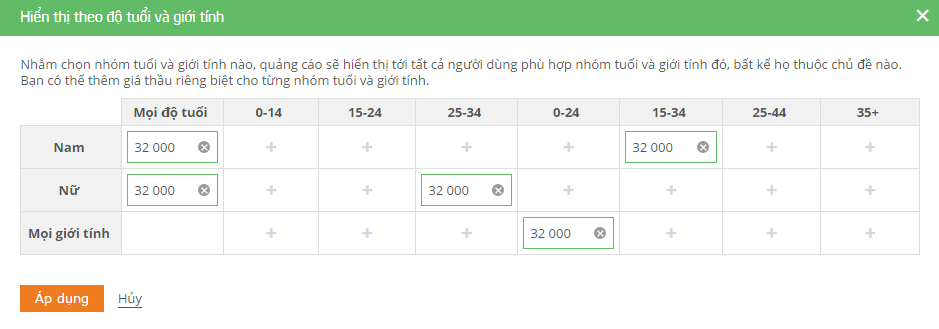 Hiển thị theo độ tuổi và giới tính
Nhắm chọn nhóm tuổi và giới tính nào, quảng cáo sẽ hiển thị tới tất cả người dùng phù hợp nhóm tuổi và giới tính đó, bất kể họ thuộc chủ đề nào.
Bạn có thể thêm giá thầu riêng biệt cho từng nhóm tuổi và giới tính.
Mọi độ tuổi 0-14 15-24 25-34 0-24 15-34 25-44 35+
Nam 32 000 + + + + 32 000 + +
Nữ 32 000 + + 32 000 + + + +
Mọi giới tính + + + 32 000 + + +
Áp dụng Hủy